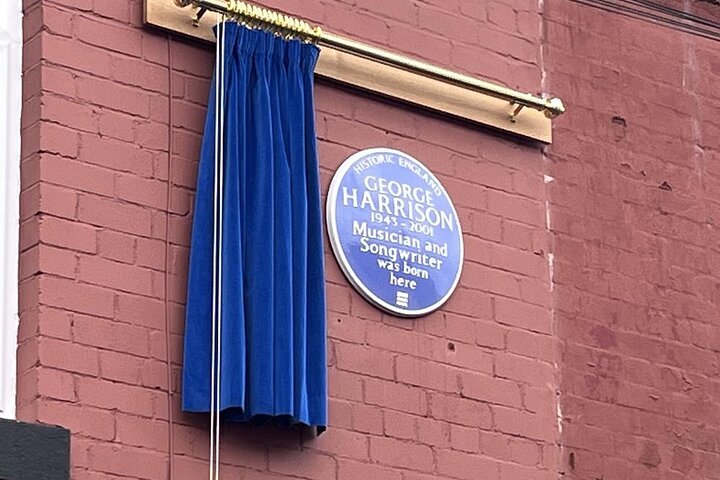 HISTORIC ENGLAND
GEORGE
HARRISON
1943-2001
Musician and
Songwriter
was born
here